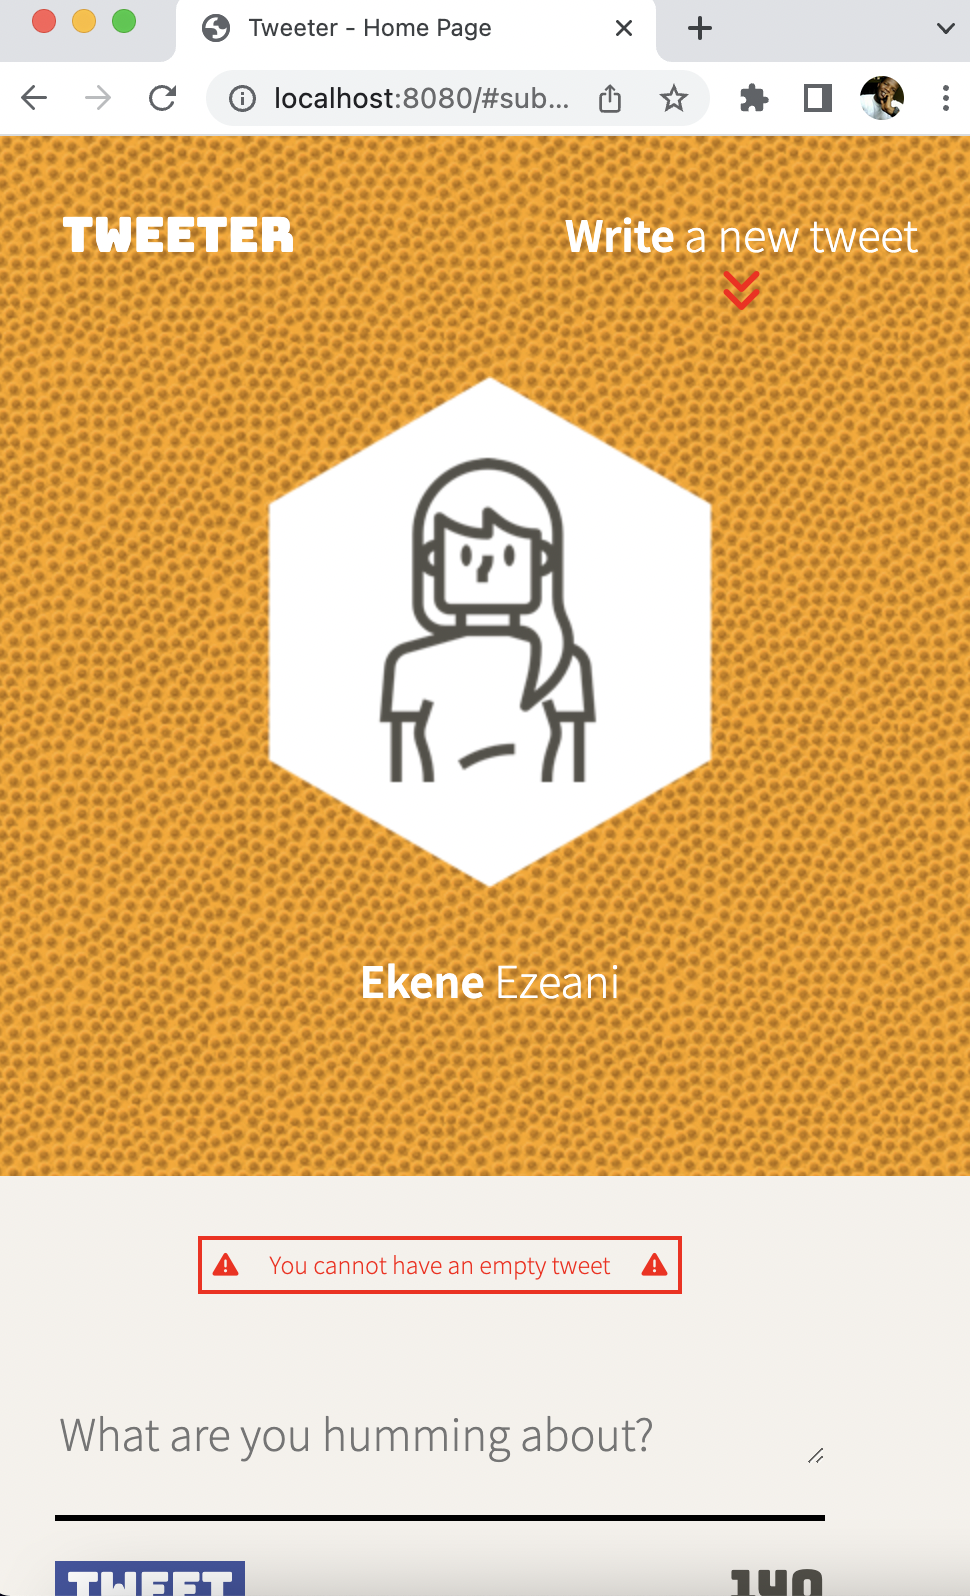 Tweeter - Home Page
localhost:8080/#sub...
TWEETER
Write a new tweet
Ekene Ezeani
You cannot have an empty tweet
What are you humming about?
TWEET
140